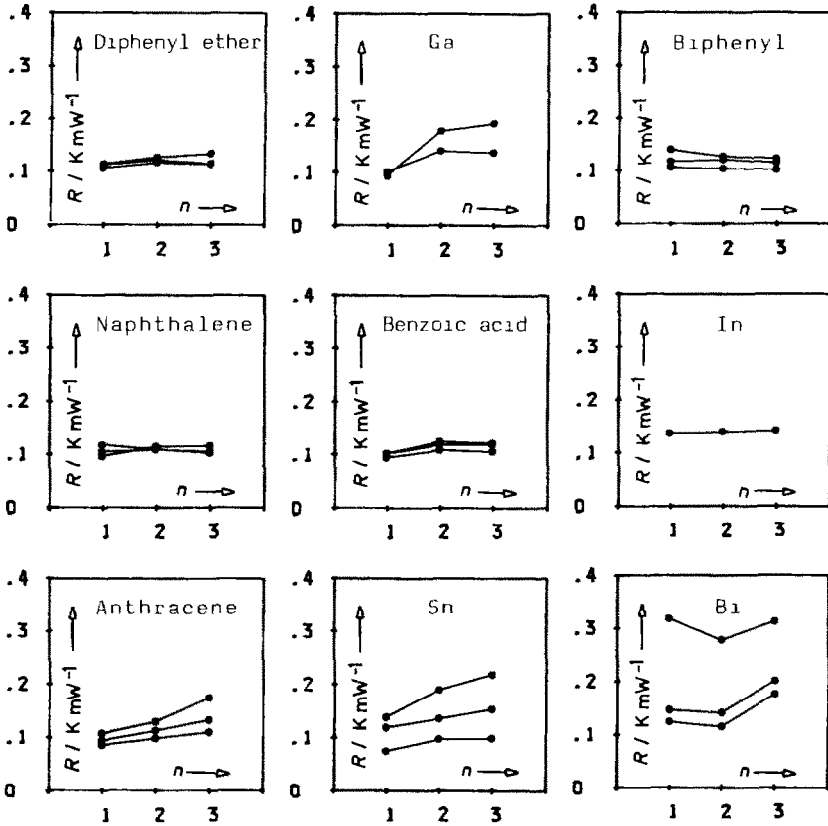 .4 .4 .4
Diphenyl ether Ga Biphenyl
.3 .3 .3
.2 .2 .2
R / K mW⁻¹ R / K mW⁻¹ R / K mW⁻¹
.1 .1 .1
n n n
0 0 0
1 2 3 1 2 3 1 2 3
.4 .4 .4
Naphthalene Benzoic acid In
.3 .3 .3
.2 .2 .2
R / K mW⁻¹ R / K mW⁻¹ R / K mW⁻¹
.1 .1 .1
n n n
0 0 0
1 2 3 1 2 3 1 2 3
.4 .4 .4
Anthracene Sn Bi
.3 .3 .3
.2 .2 .2
R / K mW⁻¹ R / K mW⁻¹ R / K mW⁻¹
.1 .1 .1
n n n
0 0 0
1 2 3 1 2 3 1 2 3